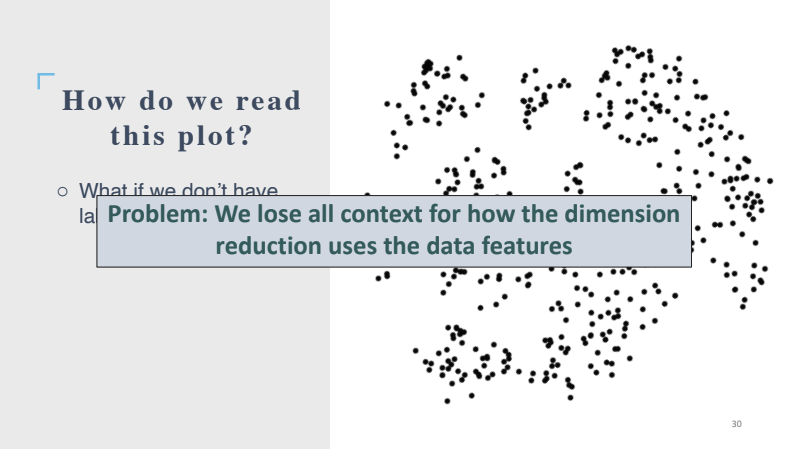 How do we read
this plot?
○ What if we don't have
Problem: We lose all context for how the dimension
reduction uses the data features
30